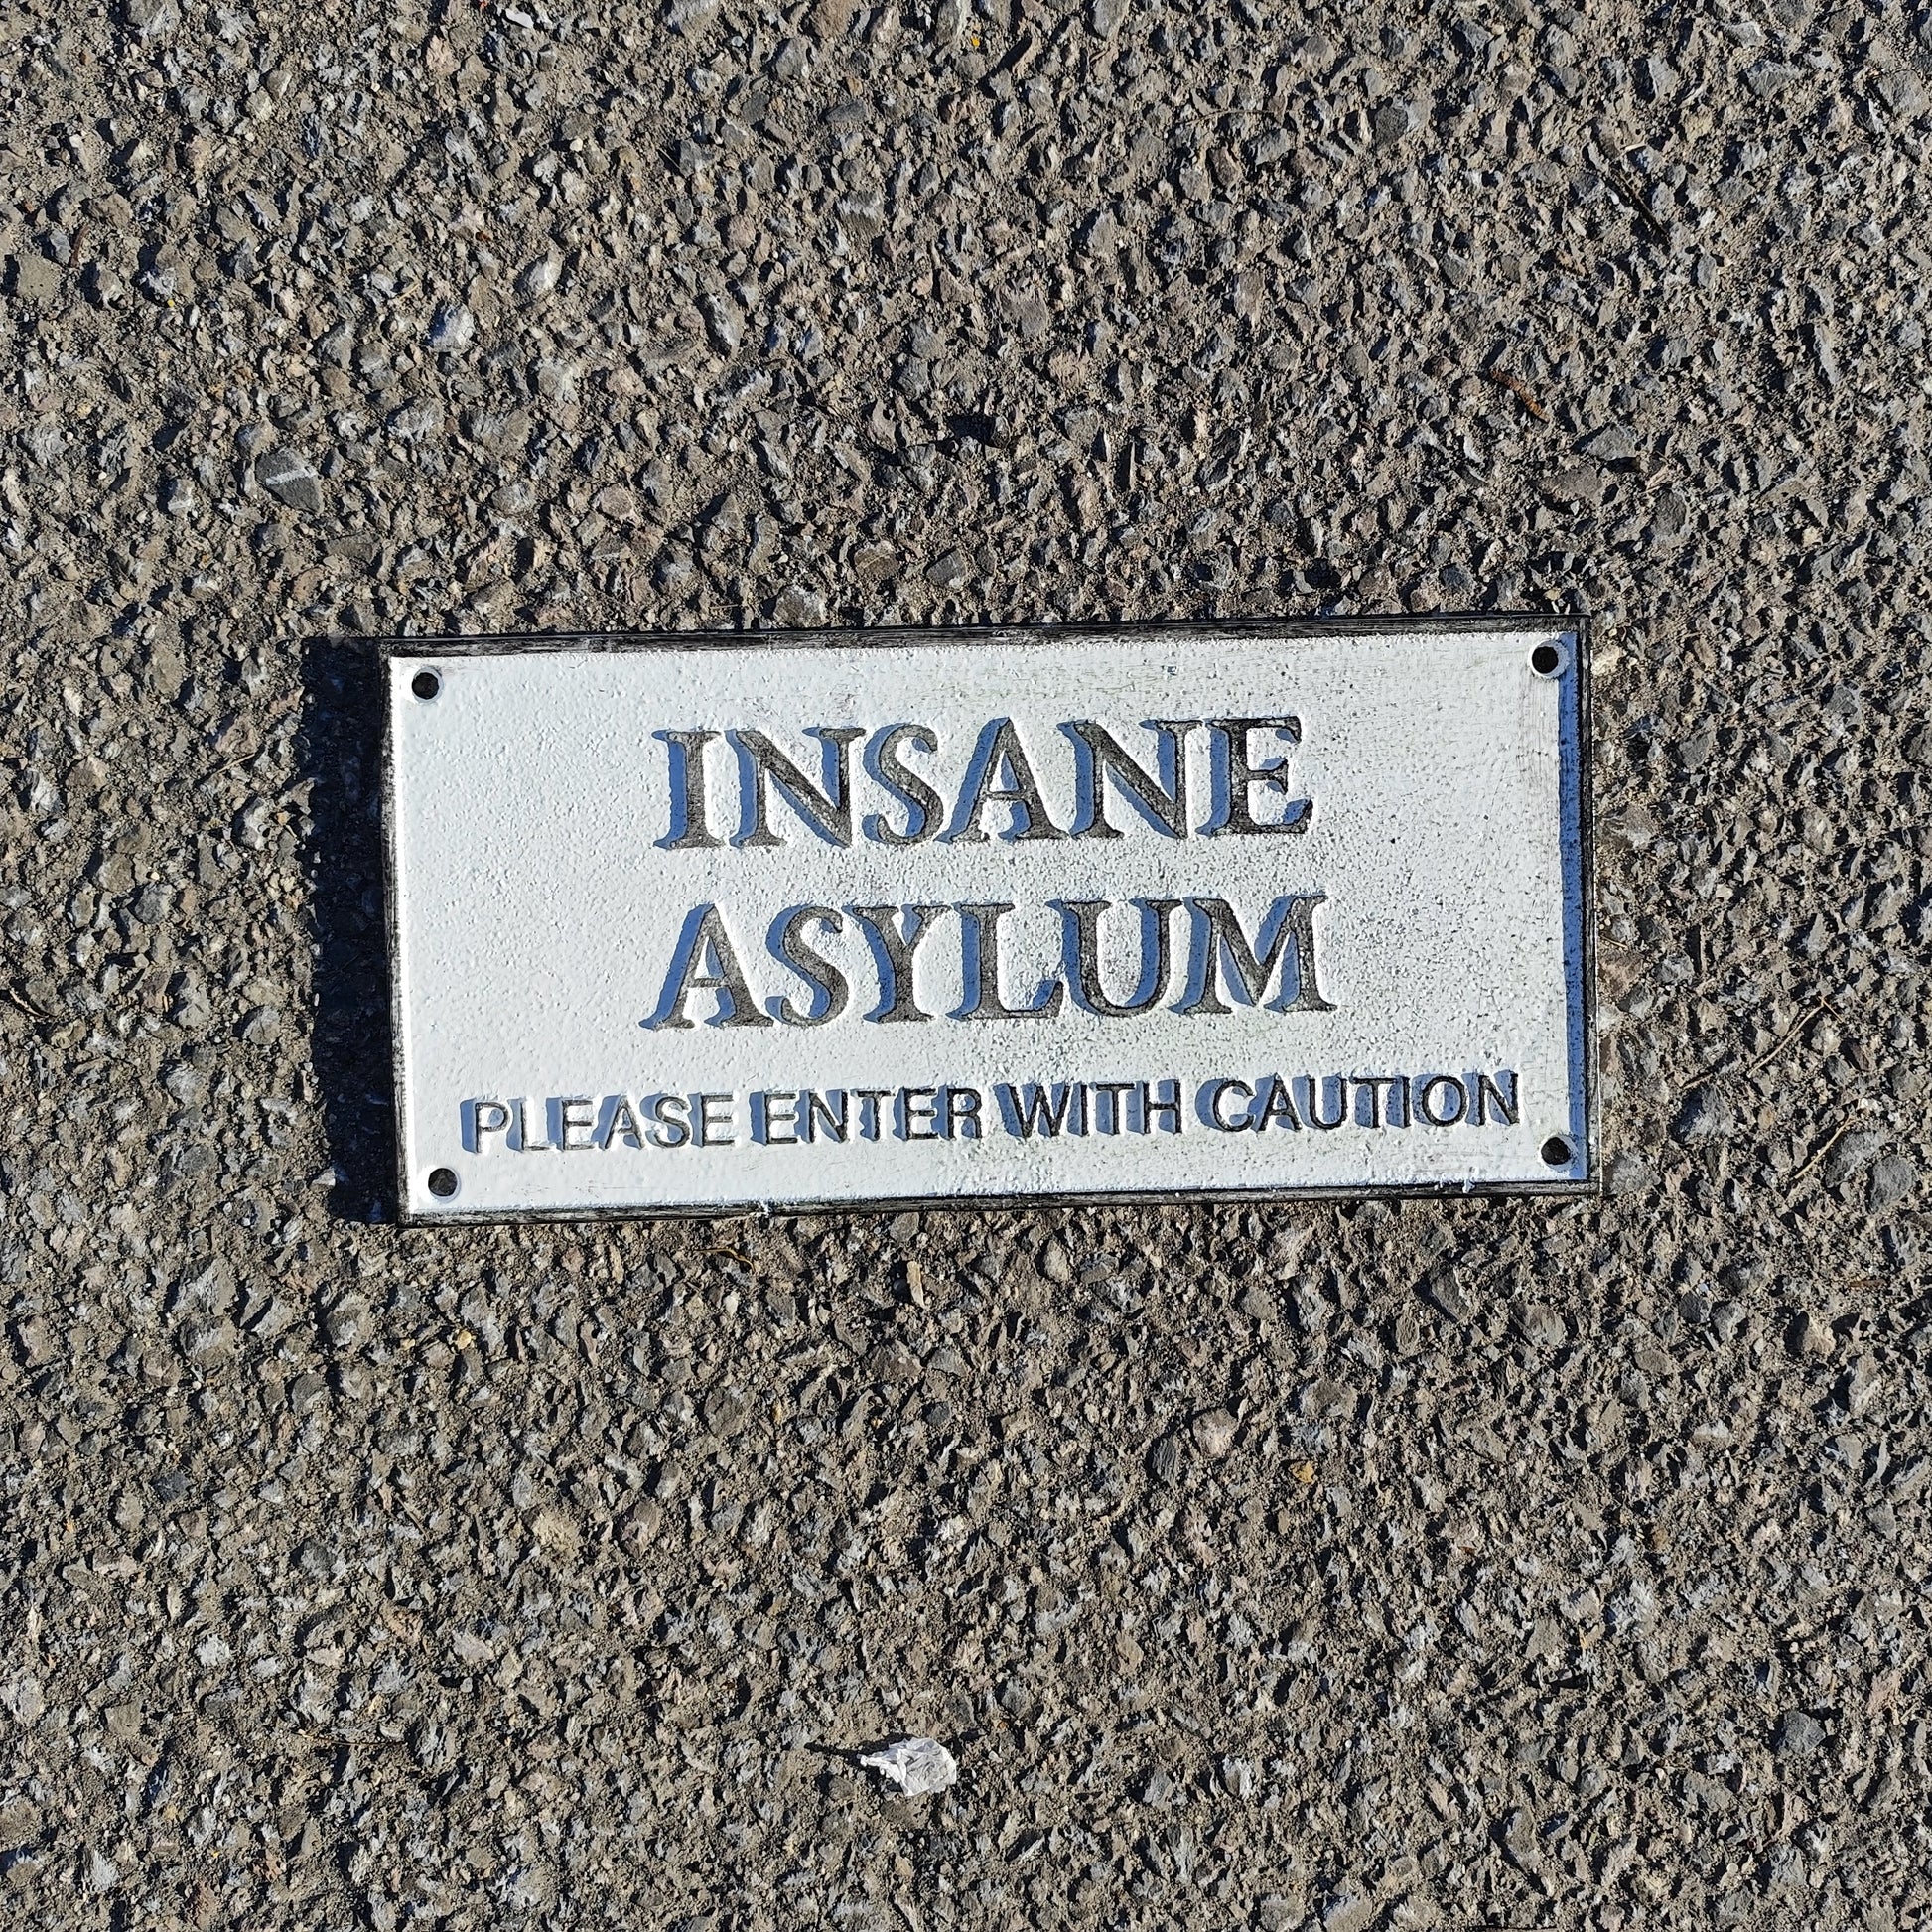 INSANE
ASYLUM
PLEASE ENTER WITH CAUTION